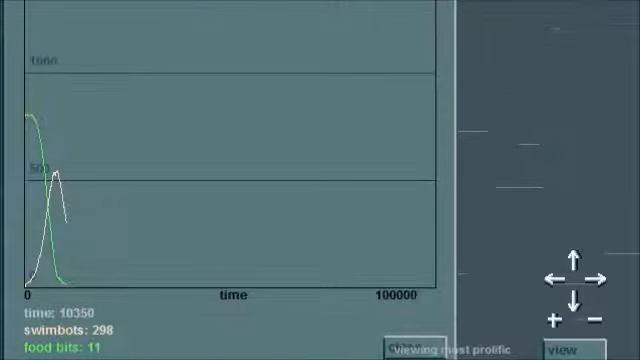 1000
500
0 time 100000
time: 10350
swimbots: 298
food bits: 11
viewing most prolific
view